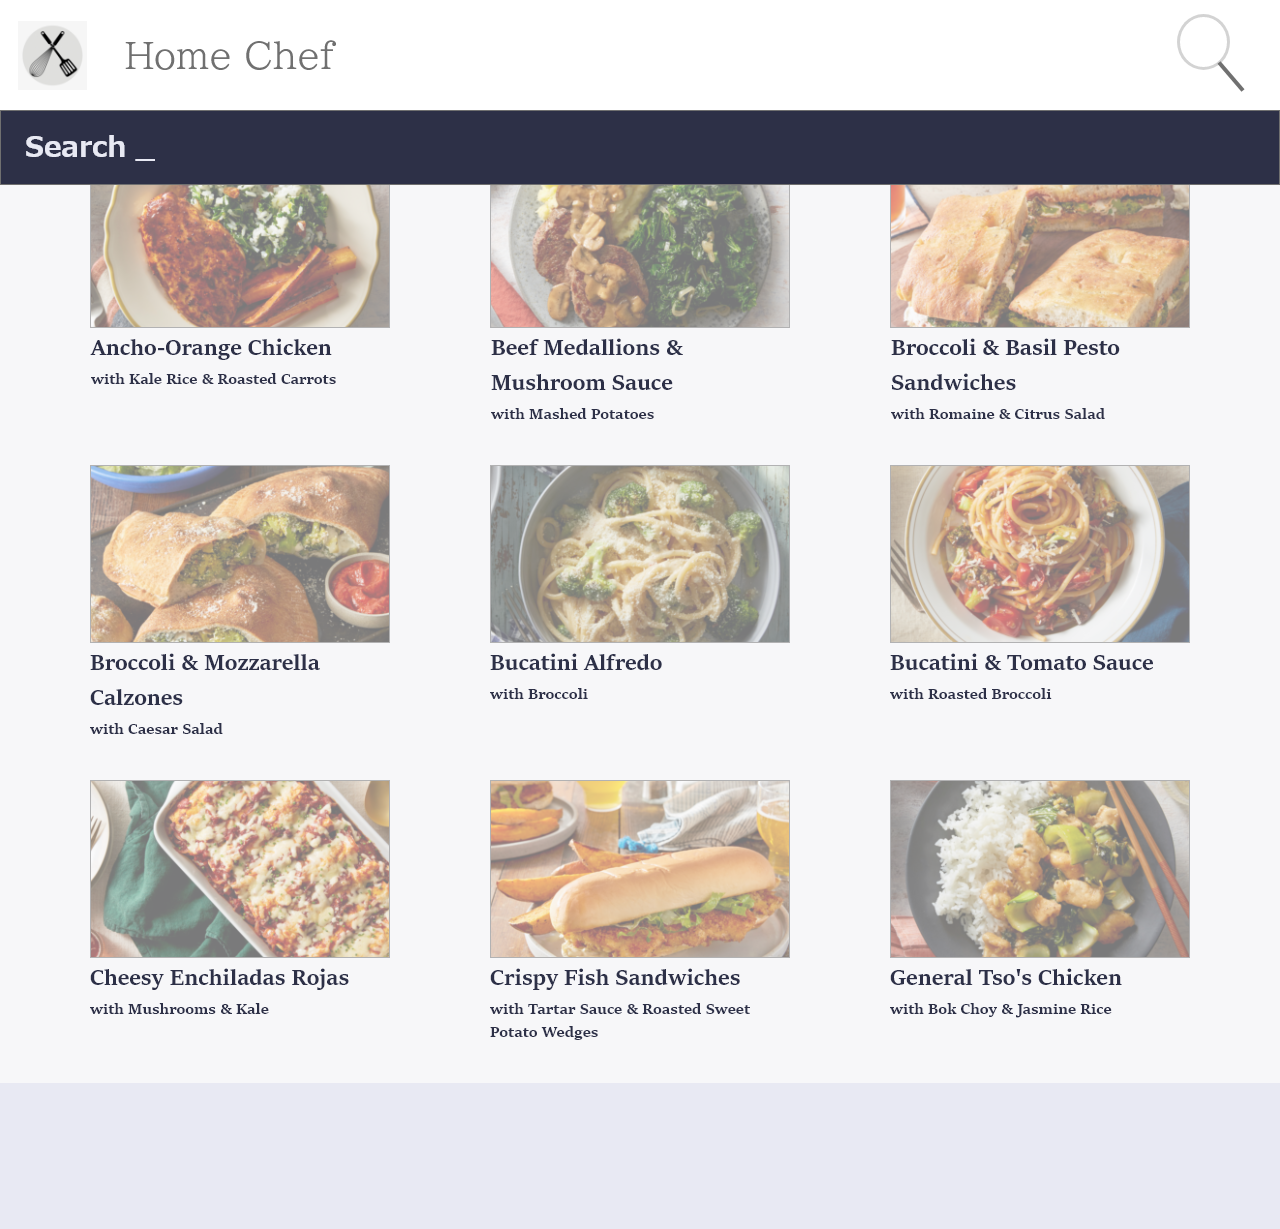 Home Chef
Search _
Ancho-Orange Chicken
with Kale Rice & Roasted Carrots
Beef Medallions &
Mushroom Sauce
with Mashed Potatoes
Broccoli & Basil Pesto
Sandwiches
with Romaine & Citrus Salad
Broccoli & Mozzarella
Calzones
with Caesar Salad
Bucatini Alfredo
with Broccoli
Bucatini & Tomato Sauce
with Roasted Broccoli
Cheesy Enchiladas Rojas
with Mushrooms & Kale
Crispy Fish Sandwiches
with Tartar Sauce & Roasted Sweet
Potato Wedges
General Tso's Chicken
with Bok Choy & Jasmine Rice